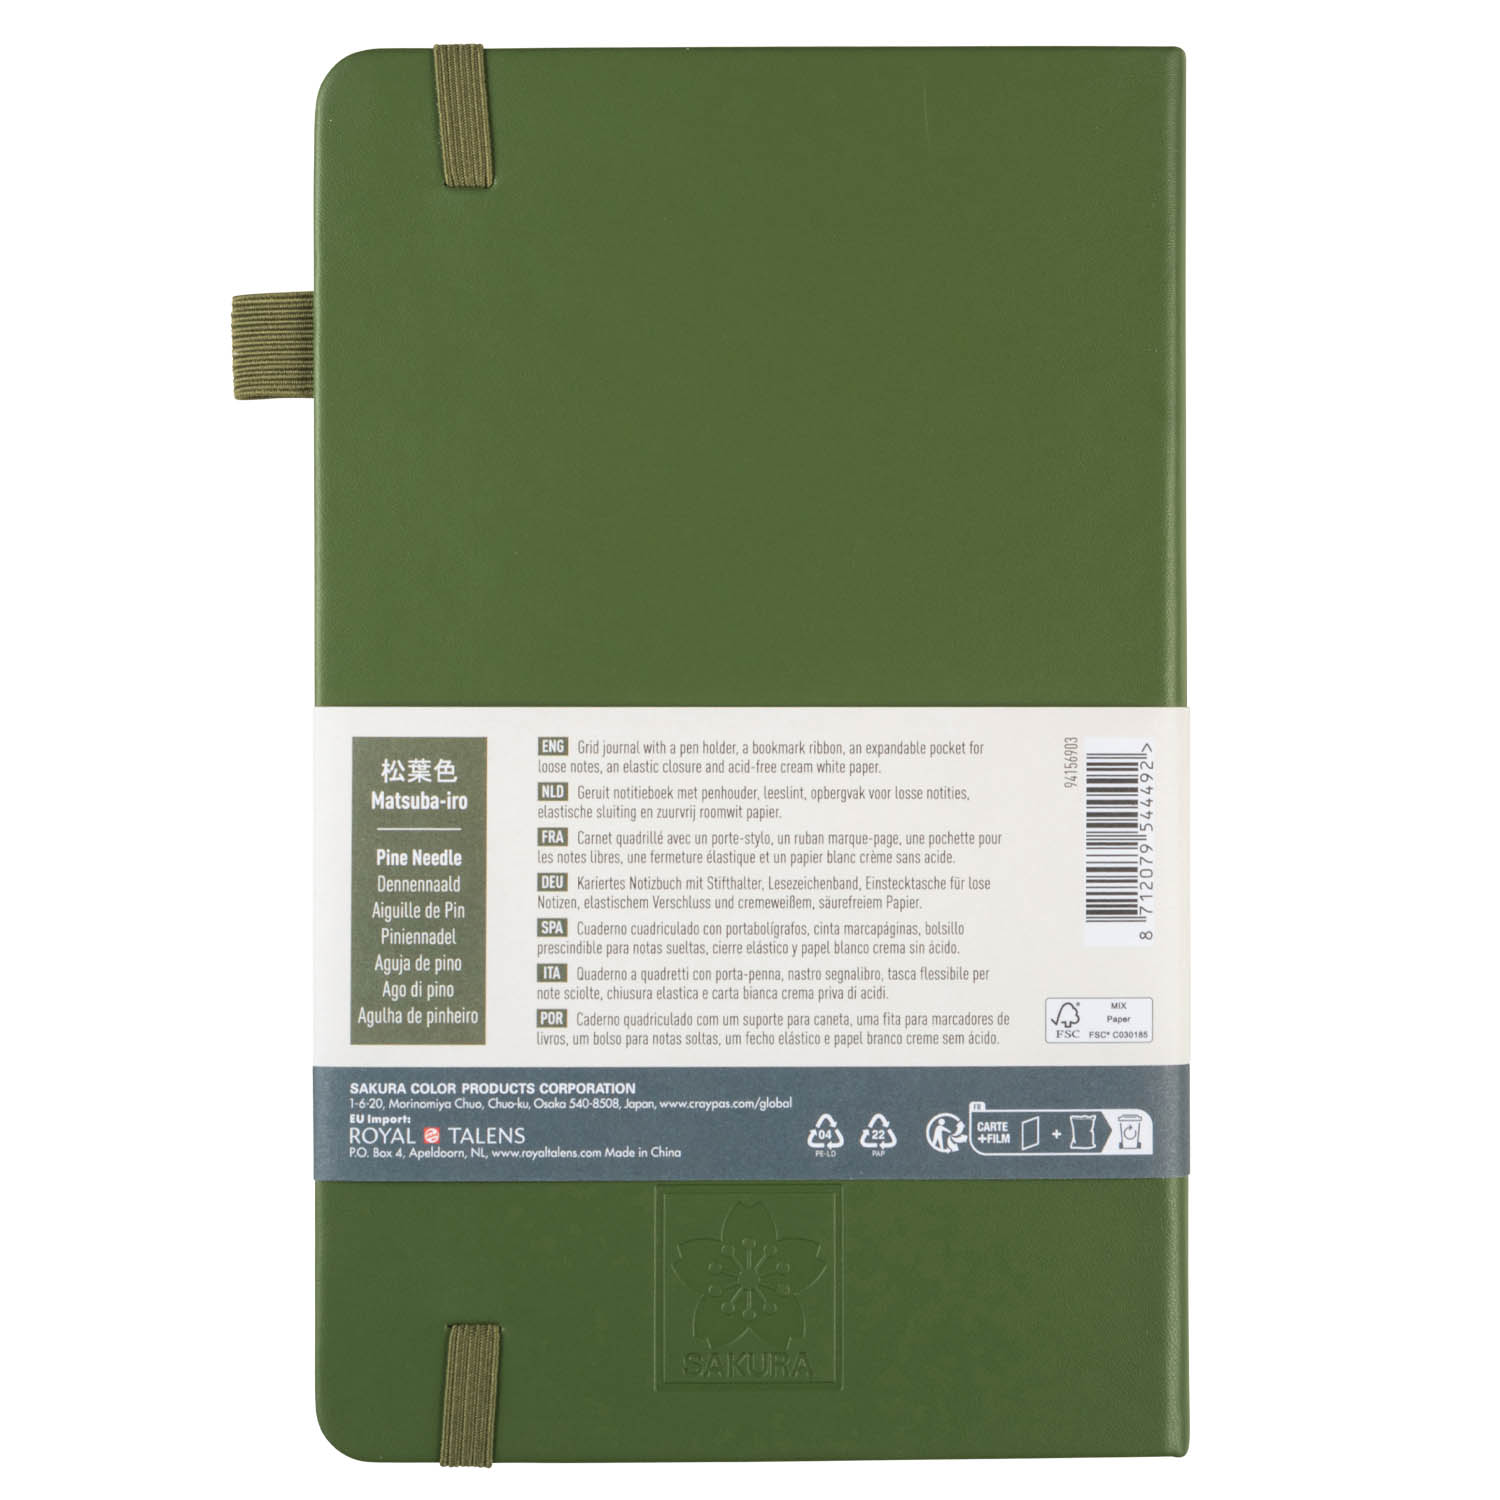 松葉色
Matsuba-iro
Pine Needle
Dennennaald
Aiguille de Pin
Piniennadel
Aguja de pino
Ago di pino
Agulha de pinheiro
ENG Grid journal with a pen holder, a bookmark ribbon, an expandable pocket for
loose notes, an elastic closure and acid-free cream white paper.
NLD Geruit notitieboek met penhouder, leeslint, opbergvak voor losse notities,
elastische sluiting en zuurvrij roomwit papier.
FRA Carnet quadrillé avec un porte-stylo, un ruban marque-page, une pochette pour
les notes libres, une fermeture élastique et un papier blanc crème sans acide.
DEU Kariertes Notizbuch mit Stifthalter, Lesezeichenband, Einstecktasche für lose
Notizen, elastischem Verschluss und cremeweißem, säurefreiem Papier.
SPA Cuaderno cuadriculado con portabolígrafos, cinta marcapáginas, bolsillo
prescindible para notas sueltas, cierre elástico y papel blanco crema sin ácido.
ITA Quaderno a quadretti con porta-penna, nastro segnalibro, tasca flessibile per
note sciolte, chiusura elastica e carta bianca crema priva di acidi.
POR Caderno quadriculado com um suporte para caneta, uma fita para marcadores de
livros, um bolso para notas soltas, um fecho elástico e papel branco creme sem ácido.
94156903
8 712079 544492 >
MIX
Paper
FSC FSC® C030185
SAKURA COLOR PRODUCTS CORPORATION
1-6-20, Morinomiya Chuo, Chuo-ku, Osaka 540-8508, Japan, www.craypas.com/global
EU Import:
ROYAL TALENS
P.O. Box 4, Apeldoorn, NL, www.royaltalens.com Made in China
04
PE-LD
22
PAP
FR
CARTE
+FILM
+
SAKURA